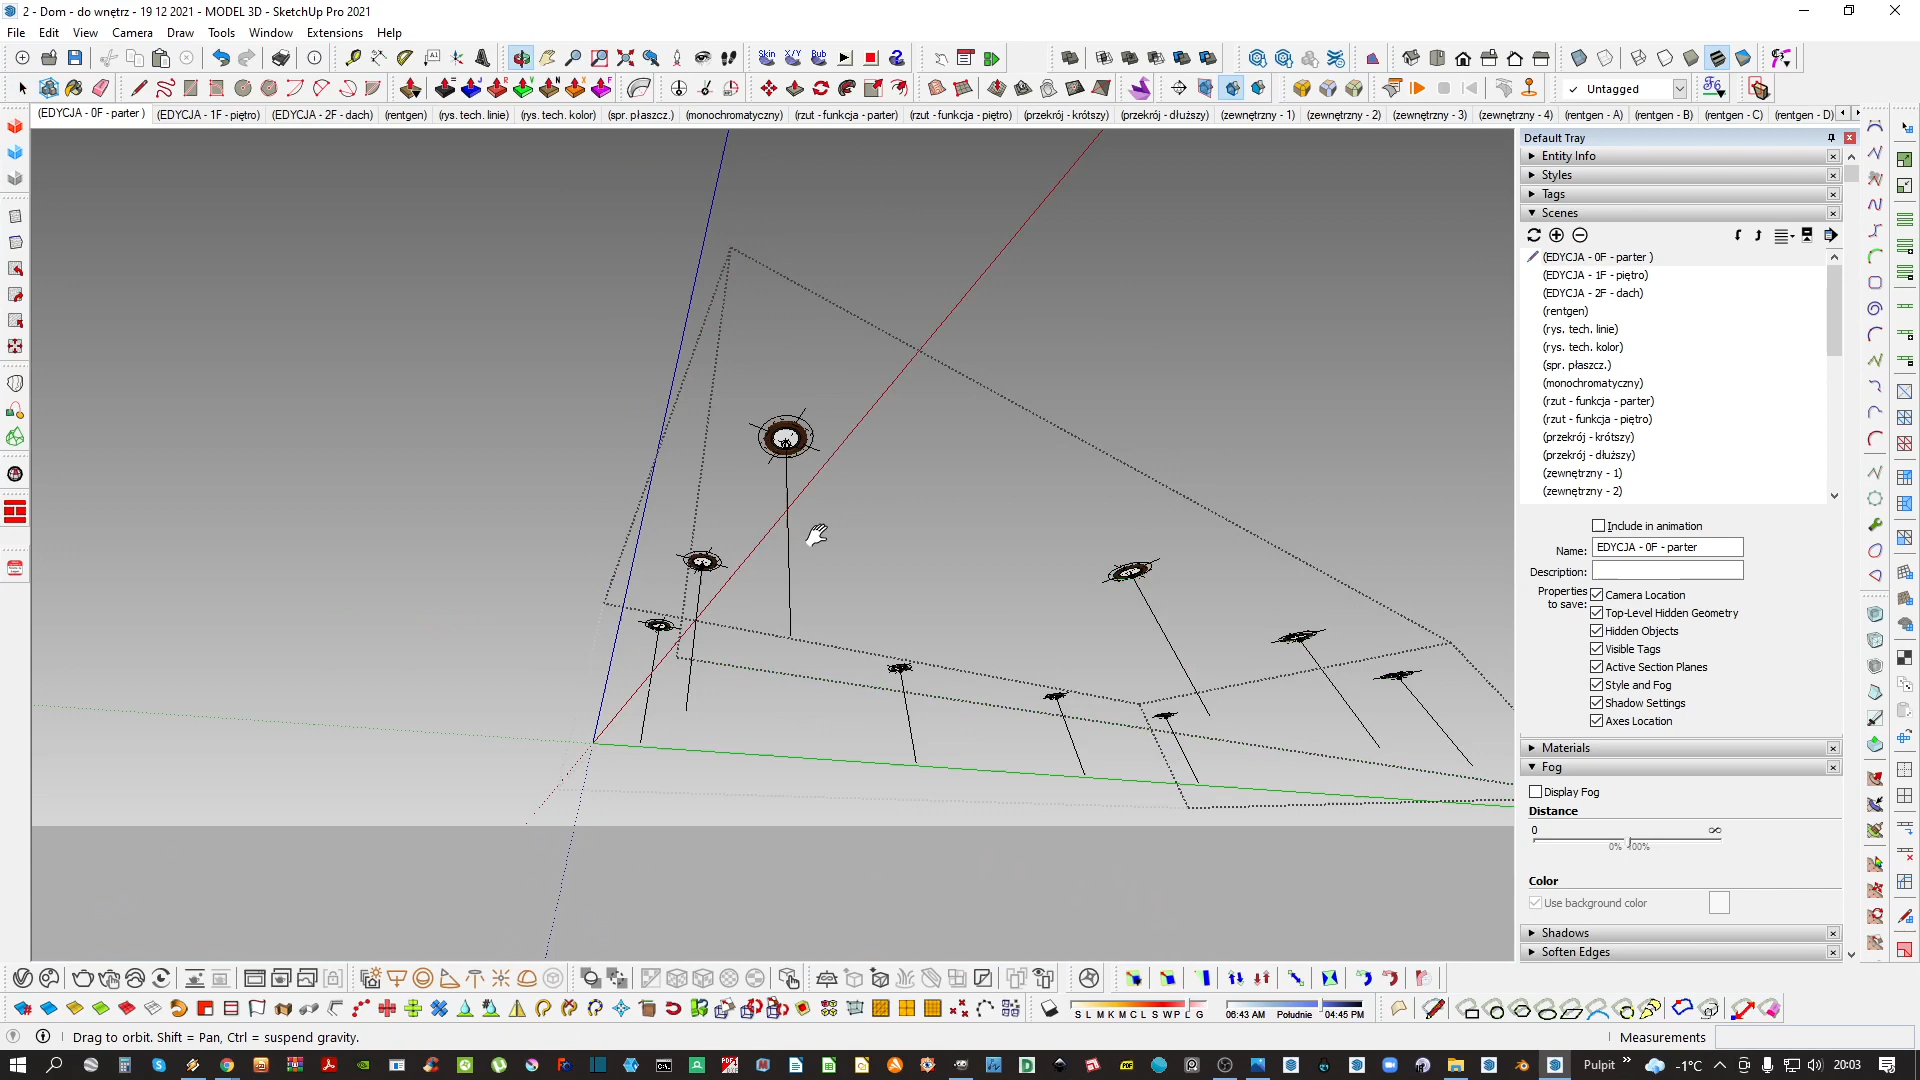 2 - Dom - do wnętrz - 19 12 2021 - MODEL 3D - SketchUp Pro 2021
File Edit View Camera Draw Tools Window Extensions Help
Skin X/Y Bub
Untagged
(EDYCJA - 0F - parter ) (EDYCJA - 1F - piętro) (EDYCJA - 2F - dach) (rentgen) (rys. tech. linie) (rys. tech. kolor) (spr. płaszcz.) (monochromatyczny) (rzut - funkcja - parter) (rzut - funkcja - piętro) (przekrój - krótszy) (przekrój - dłuższy) (zewnętrzny - 1) (zewnętrzny - 2) (zewnętrzny - 3) (zewnętrzny - 4) (rentgen - A) (rentgen - B) (rentgen - C) (rentgen - D)
Default Tray
Entity Info
Styles
Tags
Scenes
(EDYCJA - 0F - parter )
(EDYCJA - 1F - piętro)
(EDYCJA - 2F - dach)
(rentgen)
(rys. tech. linie)
(rys. tech. kolor)
(spr. płaszcz.)
(monochromatyczny)
(rzut - funkcja - parter)
(rzut - funkcja - piętro)
(przekrój - krótszy)
(przekrój - dłuższy)
(zewnętrzny - 1)
(zewnętrzny - 2)
Include in animation
Name: EDYCJA - 0F - parter
Description:
Properties to save:
Camera Location
Top-Level Hidden Geometry
Hidden Objects
Visible Tags
Active Section Planes
Style and Fog
Shadow Settings
Axes Location
Materials
Fog
Display Fog
Distance
0 ∞
0% 100%
Color
Use background color
Shadows
Soften Edges
S L M K M C L S W P L G 06:43 AM Południe 04:45 PM
Drag to orbit. Shift = Pan, Ctrl = suspend gravity.
Measurements
Pulpit
-1°C
20:03